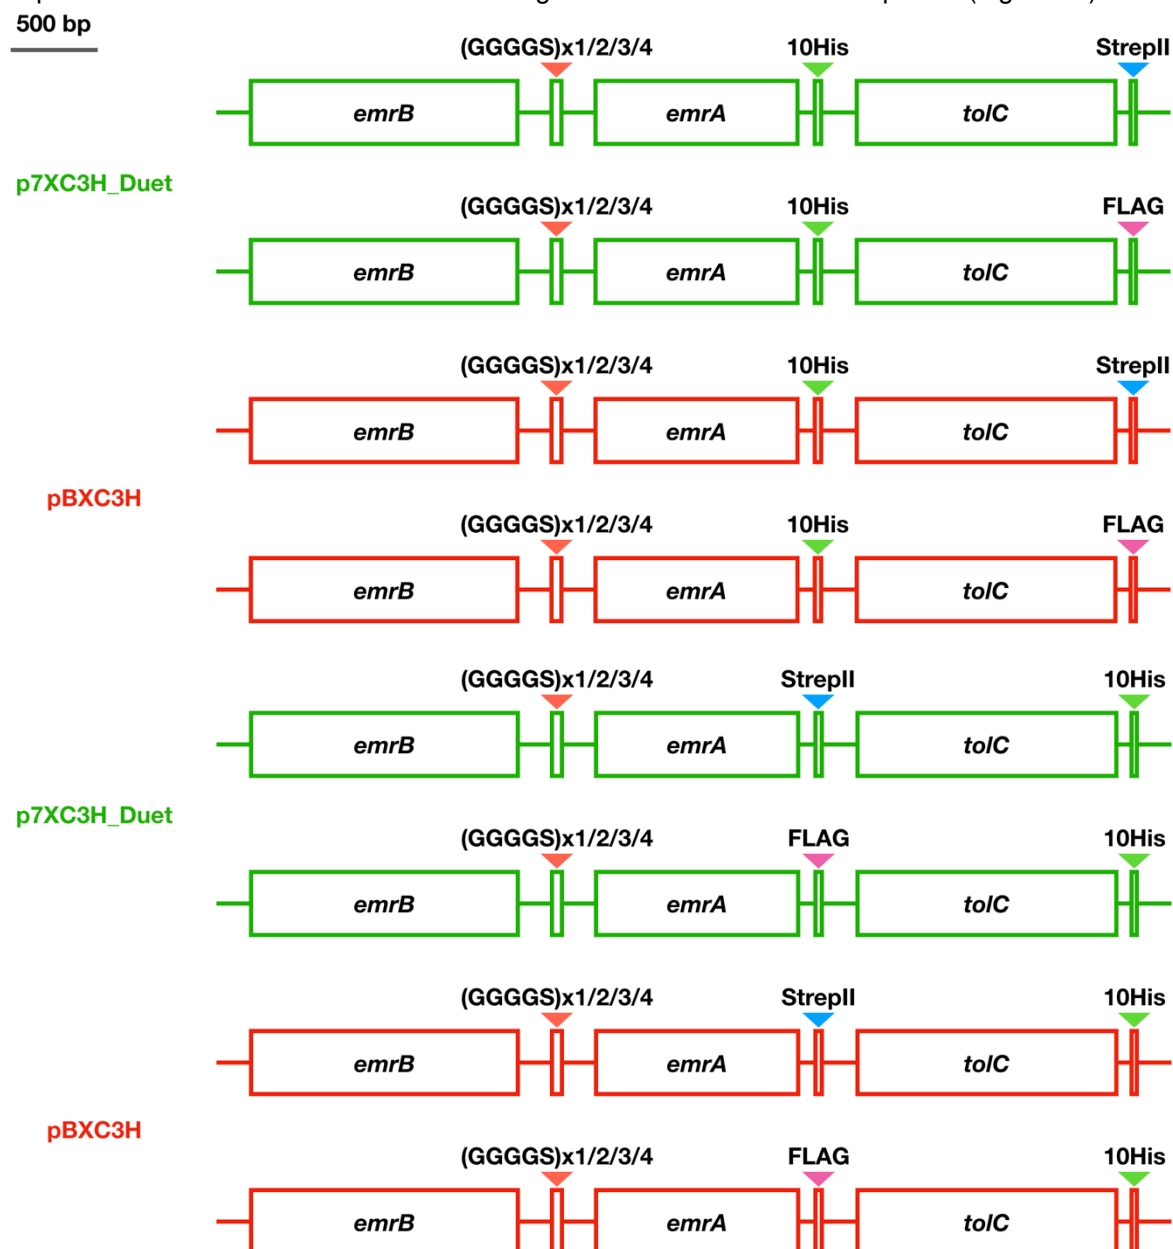 500 bp
(GGGGS)x1/2/3/4 10His StrepII
emrB emrA tolC
p7XC3H_Duet
(GGGGS)x1/2/3/4 10His FLAG
emrB emrA tolC
(GGGGS)x1/2/3/4 10His StrepII
emrB emrA tolC
pBXC3H
(GGGGS)x1/2/3/4 10His FLAG
emrB emrA tolC
(GGGGS)x1/2/3/4 StrepII 10His
emrB emrA tolC
p7XC3H_Duet
(GGGGS)x1/2/3/4 FLAG 10His
emrB emrA tolC
(GGGGS)x1/2/3/4 StrepII 10His
emrB emrA tolC
pBXC3H
(GGGGS)x1/2/3/4 FLAG 10His
emrB emrA tolC